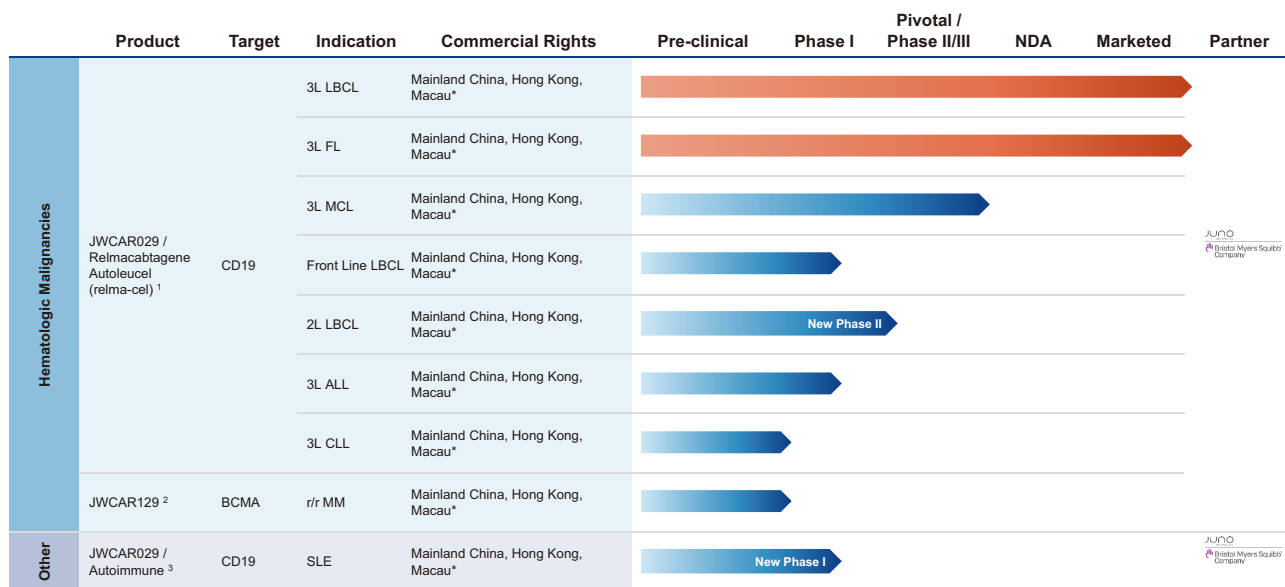 Product Target Indication Commercial Rights Pre-clinical Phase I Pivotal / Phase II/III NDA Marketed Partner
Hematologic Malignancies
JWCAR029 /
Relmacabtagene
Autoleucel
(relma-cel) 1
CD19
3L LBCL
Mainland China, Hong Kong,
Macau*
3L FL
Mainland China, Hong Kong,
Macau*
3L MCL
Mainland China, Hong Kong,
Macau*
Front Line LBCL
Mainland China, Hong Kong,
Macau*
2L LBCL
Mainland China, Hong Kong,
Macau*
New Phase II
3L ALL
Mainland China, Hong Kong,
Macau*
3L CLL
Mainland China, Hong Kong,
Macau*
JUNO
Bristol Myers Squibb
Company
JWCAR129 2
BCMA
r/r MM
Mainland China, Hong Kong,
Macau*
Other
JWCAR029 /
Autoimmune 3
CD19
SLE
Mainland China, Hong Kong,
Macau*
New Phase I
JUNO
Bristol Myers Squibb
Company